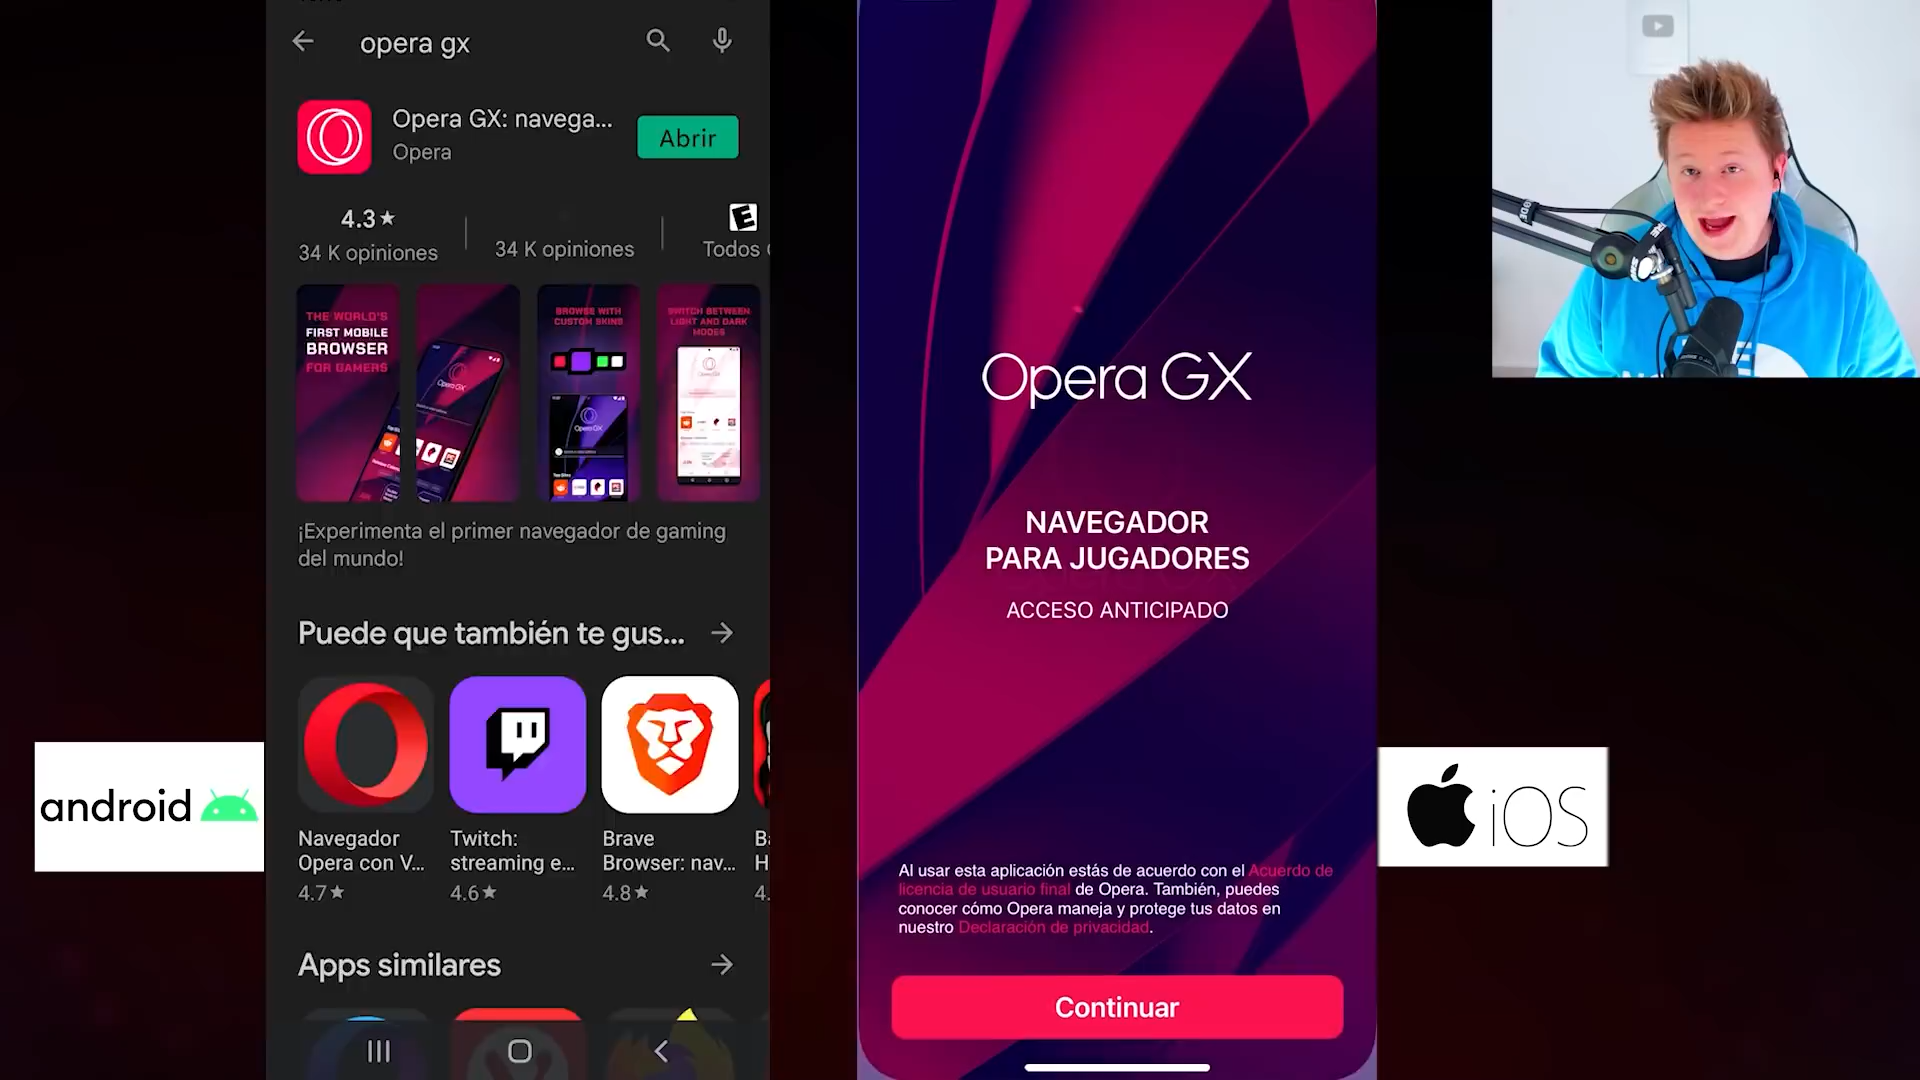 opera gx
Opera GX: navega...
Opera
Abrir
4.3★
34 K opiniones
34 K opiniones
E
Todos
THE WORLD'S
FIRST MOBILE
BROWSER
FOR GAMERS
Opera GX
BROWSE WITH
CUSTOM SKINS
Opera GX
SWITCH BETWEEN
LIGHT AND DARK
MODES
¡Experimenta el primer navegador de gaming
del mundo!
Puede que también te gus...
Navegador
Opera con V...
4.7★
Twitch:
streaming e...
4.6★
Brave
Browser: nav...
4.8★
Apps similares
android
Opera GX
NAVEGADOR
PARA JUGADORES
ACCESO ANTICIPADO
Al usar esta aplicación estás de acuerdo con el Acuerdo de
licencia de usuario final de Opera. También, puedes
conocer cómo Opera maneja y protege tus datos en
nuestro Declaración de privacidad.
Continuar
iOS